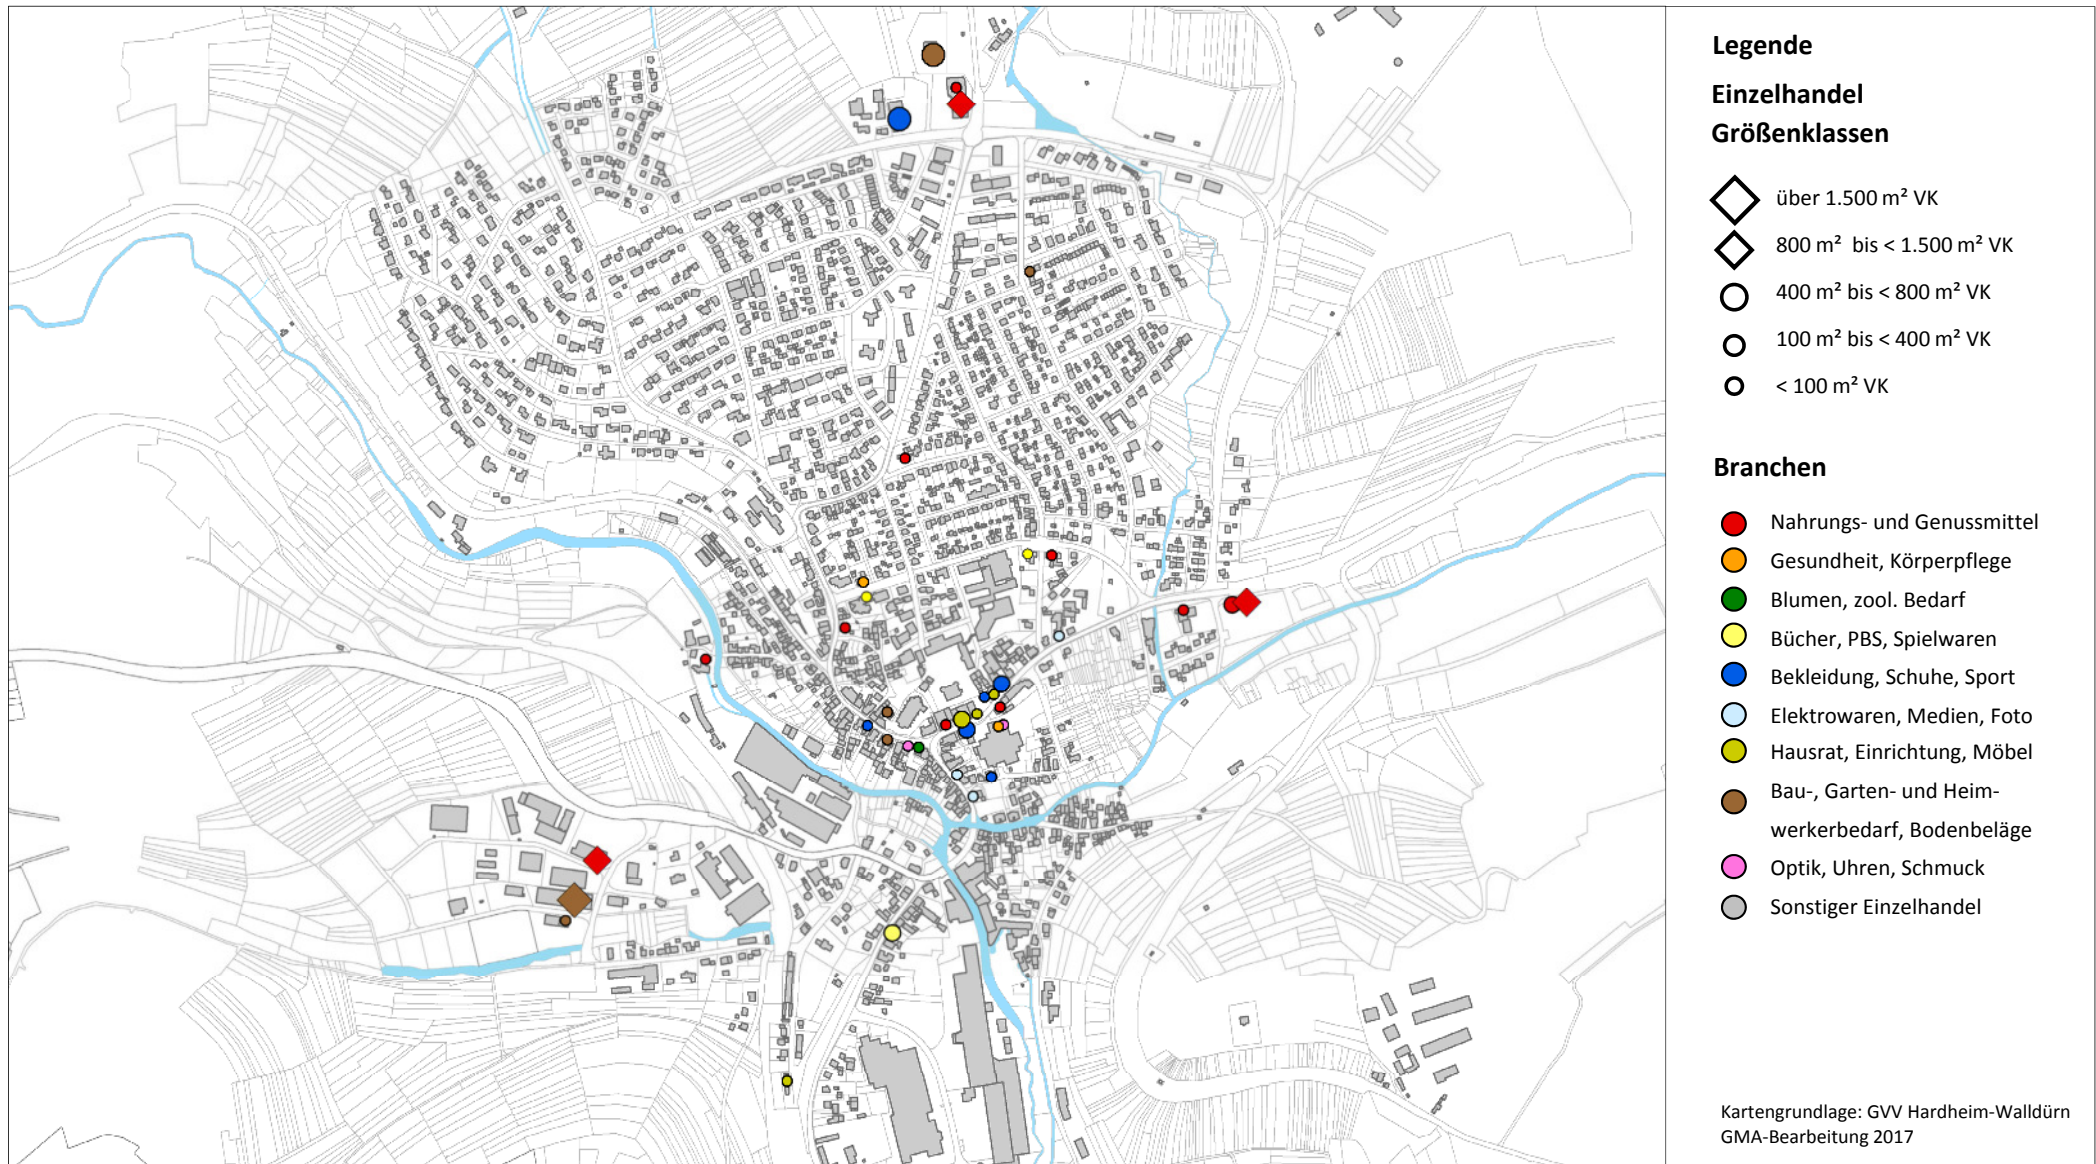 Legende
Einzelhandel
Größenklassen
über 1.500 m² VK
800 m² bis < 1.500 m² VK
400 m² bis < 800 m² VK
100 m² bis < 400 m² VK
< 100 m² VK
Branchen
Nahrungs- und Genussmittel
Gesundheit, Körperpflege
Blumen, zool. Bedarf
Bücher, PBS, Spielwaren
Bekleidung, Schuhe, Sport
Elektrowaren, Medien, Foto
Hausrat, Einrichtung, Möbel
Bau-, Garten- und Heim-
werkerbedarf, Bodenbeläge
Optik, Uhren, Schmuck
Sonstiger Einzelhandel
Kartengrundlage: GVV Hardheim-Walldürn
GMA-Bearbeitung 2017